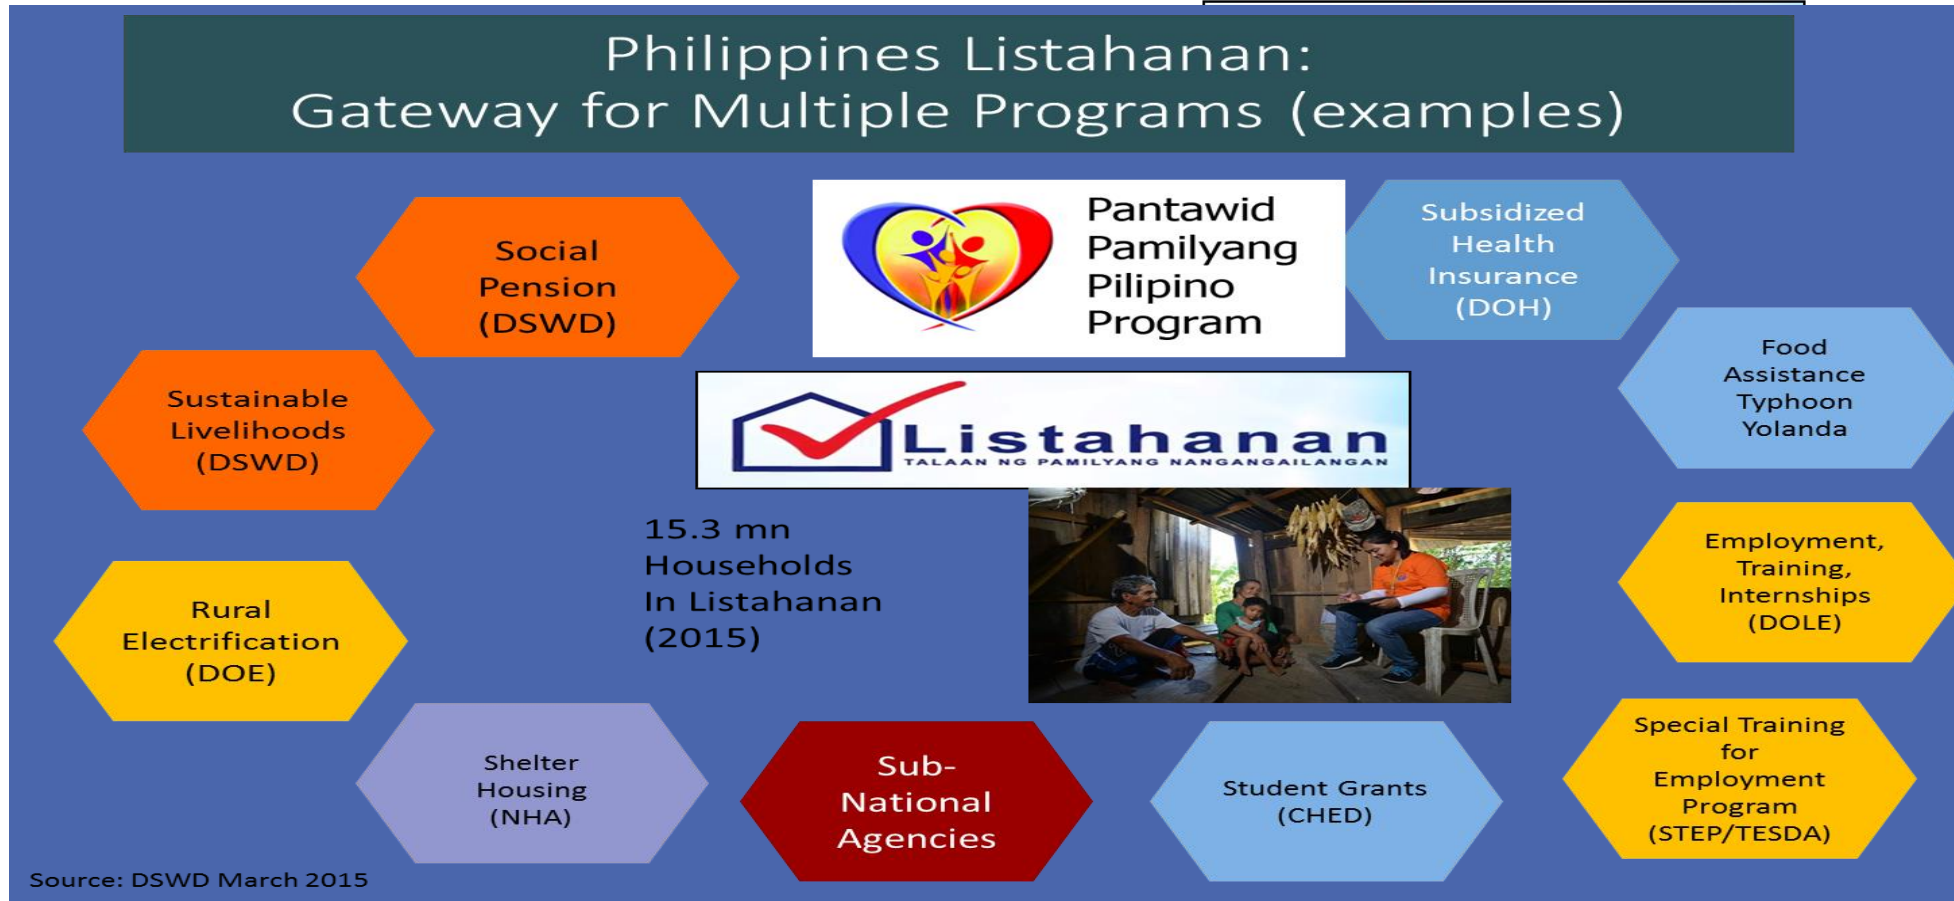 Philippines Listahanan:
Gateway for Multiple Programs (examples)
Social
Pension
(DSWD)
Pantawid
Pamilyang
Pilipino
Program
Subsidized
Health
Insurance
(DOH)
Sustainable
Livelihoods
(DSWD)
Listahanan
TALAAN NG PAMILYANG NANGANGAILANGAN
Food
Assistance
Typhoon
Yolanda
15.3 mn
Households
In Listahanan
(2015)
Employment,
Training,
Internships
(DOLE)
Rural
Electrification
(DOE)
Shelter
Housing
(NHA)
Sub-
National
Agencies
Student Grants
(CHED)
Special Training
for
Employment
Program
(STEP/TESDA)
Source: DSWD March 2015